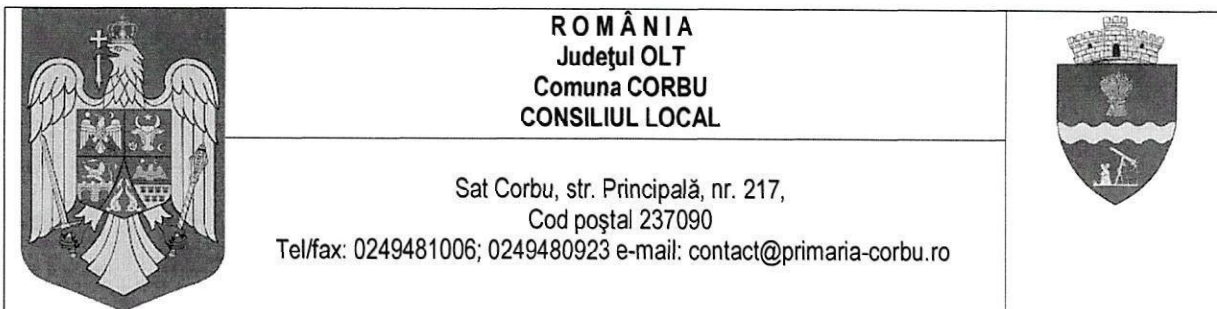 R O M Â N I A
Judeţul OLT
Comuna CORBU
CONSILIUL LOCAL
Sat Corbu, str. Principală, nr. 217,
Cod poştal 237090
Tel/fax: 0249481006; 0249480923 e-mail: contact@primaria-corbu.ro